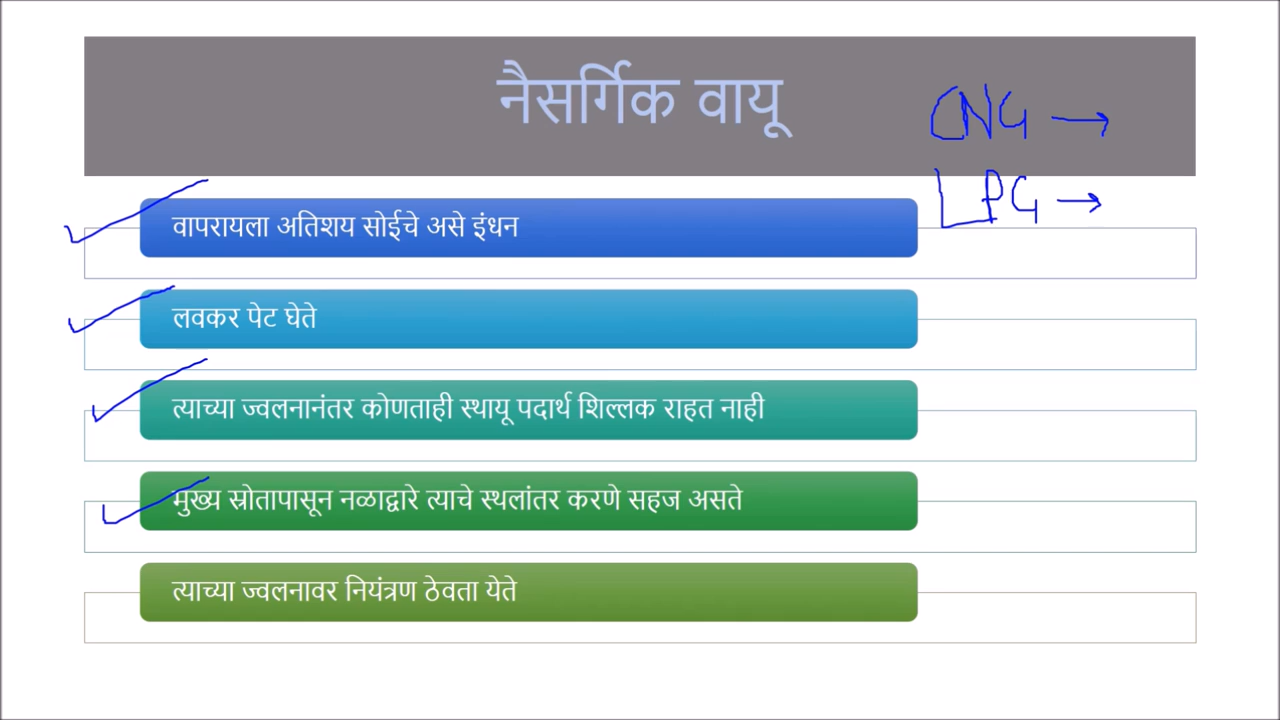 नैसर्गिक वायू
CNG →
LPG →
वापरायला अतिशय सोईचे असे इंधन
लवकर पेट घेते
त्याच्या ज्वलनानंतर कोणताही स्थायू पदार्थ शिल्लक राहत नाही
मुख्य स्रोतापासून नळाद्वारे त्याचे स्थलांतर करणे सहज असते
त्याच्या ज्वलनावर नियंत्रण ठेवता येते